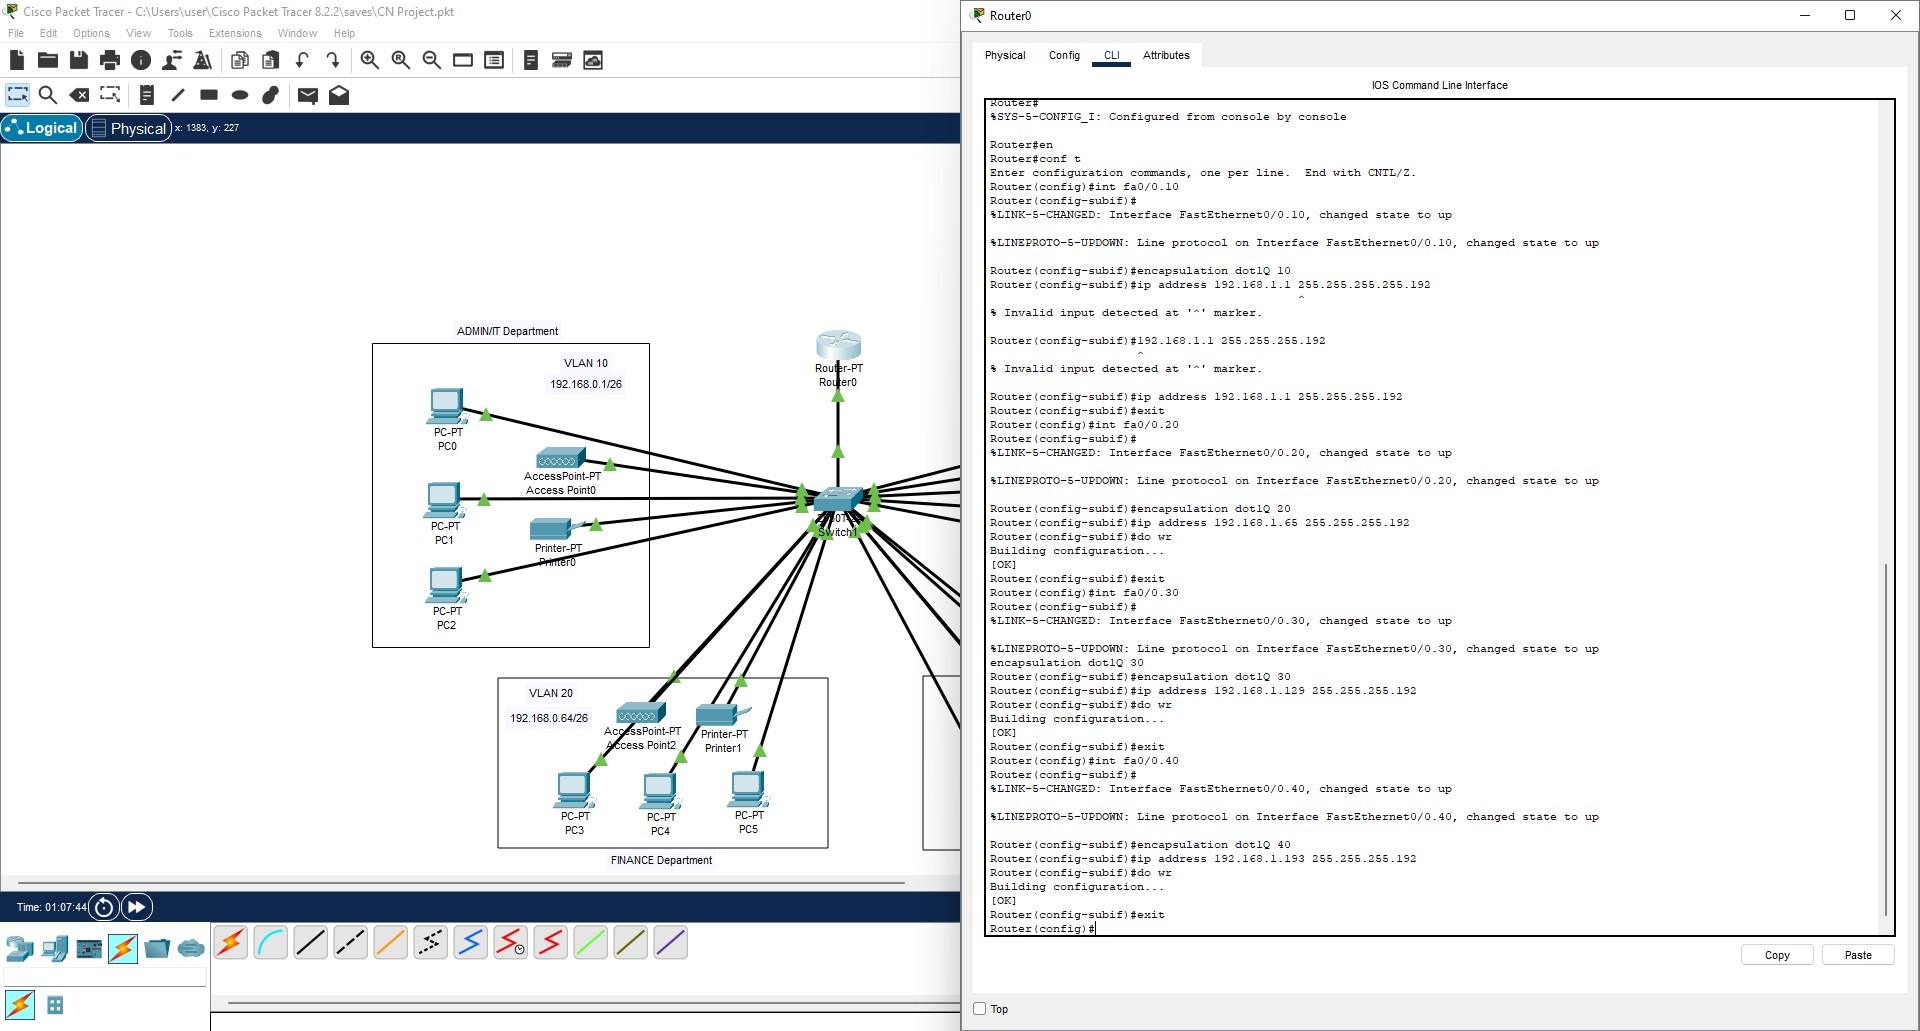 Cisco Packet Tracer - C:\Users\user\Cisco Packet Tracer 8.2.2\saves\CN Project.pkt
File Edit Options View Tools Extensions Window Help
Logical Physical x: 1383, y: 227
ADMIN/IT Department
VLAN 10
192.168.0.1/26
PC-PT
PC0
AccessPoint-PT
Access Point0
PC-PT
PC1
Printer-PT
Printer0
PC-PT
PC2
Router-PT
Router0
Switch1
VLAN 20
192.168.0.64/26
AccessPoint-PT
Access Point2
Printer-PT
Printer1
PC-PT
PC3
PC-PT
PC4
PC-PT
PC5
FINANCE Department
Time: 01:07:44
Router0
Physical Config CLI Attributes
IOS Command Line Interface
Router#
%SYS-5-CONFIG_I: Configured from console by console
Router#en
Router#conf t
Enter configuration commands, one per line.  End with CNTL/Z.
Router(config)#int fa0/0.10
Router(config-subif)#
%LINK-5-CHANGED: Interface FastEthernet0/0.10, changed state to up
%LINEPROTO-5-UPDOWN: Line protocol on Interface FastEthernet0/0.10, changed state to up
Router(config-subif)#encapsulation dot1Q 10
Router(config-subif)#ip address 192.168.1.1 255.255.255.255.192
^
% Invalid input detected at '^' marker.
Router(config-subif)#192.168.1.1 255.255.255.192
^
% Invalid input detected at '^' marker.
Router(config-subif)#ip address 192.168.1.1 255.255.255.192
Router(config-subif)#exit
Router(config)#int fa0/0.20
Router(config-subif)#
%LINK-5-CHANGED: Interface FastEthernet0/0.20, changed state to up
%LINEPROTO-5-UPDOWN: Line protocol on Interface FastEthernet0/0.20, changed state to up
Router(config-subif)#encapsulation dot1Q 20
Router(config-subif)#ip address 192.168.1.65 255.255.255.192
Router(config-subif)#do wr
Building configuration...
[OK]
Router(config-subif)#exit
Router(config)#int fa0/0.30
Router(config-subif)#
%LINK-5-CHANGED: Interface FastEthernet0/0.30, changed state to up
%LINEPROTO-5-UPDOWN: Line protocol on Interface FastEthernet0/0.30, changed state to up
encapsulation dot1Q 30
Router(config-subif)#encapsulation dot1Q 30
Router(config-subif)#ip address 192.168.1.129 255.255.255.192
Router(config-subif)#do wr
Building configuration...
[OK]
Router(config-subif)#exit
Router(config)#int fa0/0.40
Router(config-subif)#
%LINK-5-CHANGED: Interface FastEthernet0/0.40, changed state to up
%LINEPROTO-5-UPDOWN: Line protocol on Interface FastEthernet0/0.40, changed state to up
Router(config-subif)#encapsulation dot1Q 40
Router(config-subif)#ip address 192.168.1.193 255.255.255.192
Router(config-subif)#do wr
Building configuration...
[OK]
Router(config-subif)#exit
Router(config)#
Copy Paste
Top